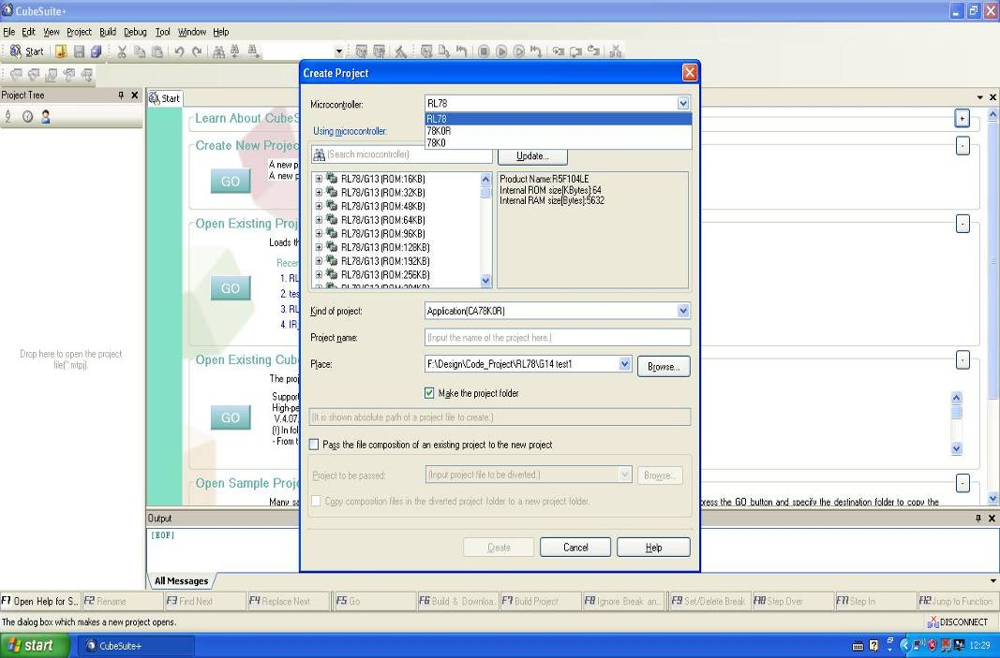 CubeSuite+
File Edit View Project Build Debug Tool Window Help
Start
Project Tree
Start
Learn About CubeS
Create New Projec
GO
A new p
A new p
Open Existing Proj
Loads th
GO
Recen
1. RL
2. tes
3. RL
4. IR_
Drop here to open the project
file(*.mtpj).
Open Existing Cub
The proj
GO
Suppor
High-pe
V.4.07.
(!) In fol
- From t
Open Sample Proje
Many sa
press the GO button and specify the destination folder to copy the
Create Project
Microcontroller:
RL78
RL78
78K0R
78K0
Using microcontroller:
(Search microcontroller)
Update...
RL78/G13 (ROM:16KB)
RL78/G13 (ROM:32KB)
RL78/G13 (ROM:48KB)
RL78/G13 (ROM:64KB)
RL78/G13 (ROM:96KB)
RL78/G13 (ROM:128KB)
RL78/G13 (ROM:192KB)
RL78/G13 (ROM:256KB)
RL78/G13 (ROM:384KB)
Product Name:R5F104LE
Internal ROM size[KBytes]:64
Internal RAM size[Bytes]:5632
Kind of project:
Application(CA78K0R)
Project name:
(Input the name of the project here.)
Place:
F:\Design\Code_Project\RL78\G14 test1
Browse...
Make the project folder
(It is shown absolute path of a project file to create.)
Pass the file composition of an existing project to the new project
Project to be passed:
(Input project file to be diverted.)
Browse...
Copy composition files in the diverted project folder to a new project folder.
Create
Cancel
Help
Output
[EOF]
All Messages
F1 Open Help for S... F2 Rename F3 Find Next F4 Replace Next F5 Go F6 Build & Downloa... F7 Build Project F8 Ignore Break an... F9 Set/Delete Break... F10 Step Over F11 Step In F12 Jump to Function
The dialog box which makes a new project opens.
DISCONNECT
start
CubeSuite+
12:29